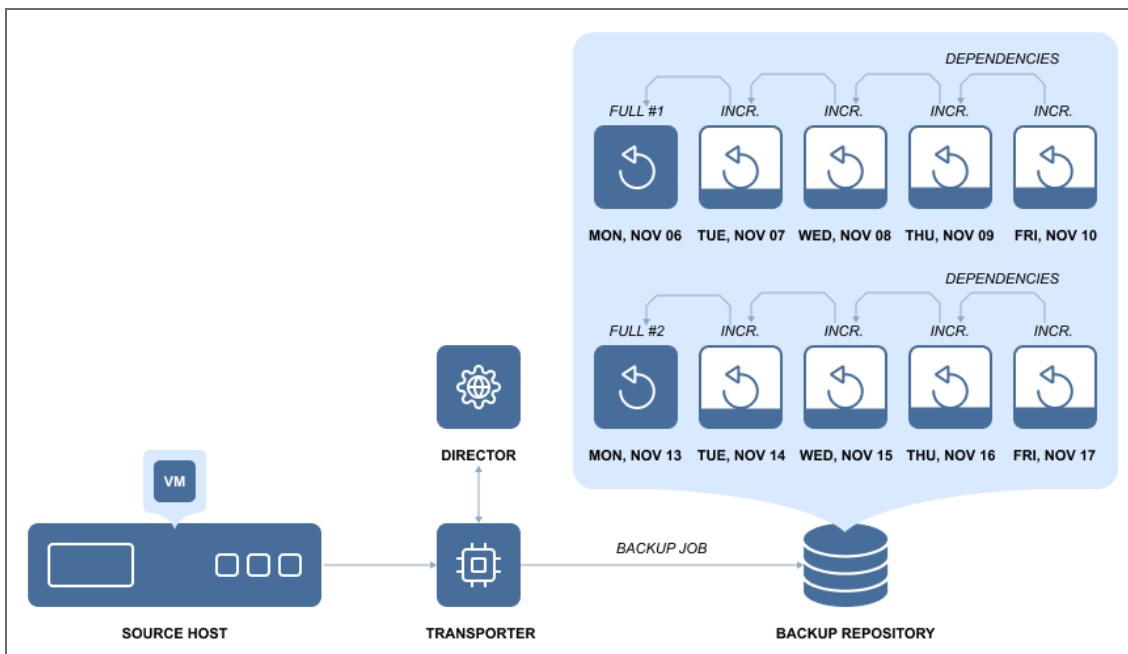 DEPENDENCIES
FULL #1 INCR. INCR. INCR. INCR.
MON, NOV 06 TUE, NOV 07 WED, NOV 08 THU, NOV 09 FRI, NOV 10
DEPENDENCIES
FULL #2 INCR. INCR. INCR. INCR.
MON, NOV 13 TUE, NOV 14 WED, NOV 15 THU, NOV 16 FRI, NOV 17
DIRECTOR
VM
BACKUP JOB
SOURCE HOST TRANSPORTER BACKUP REPOSITORY